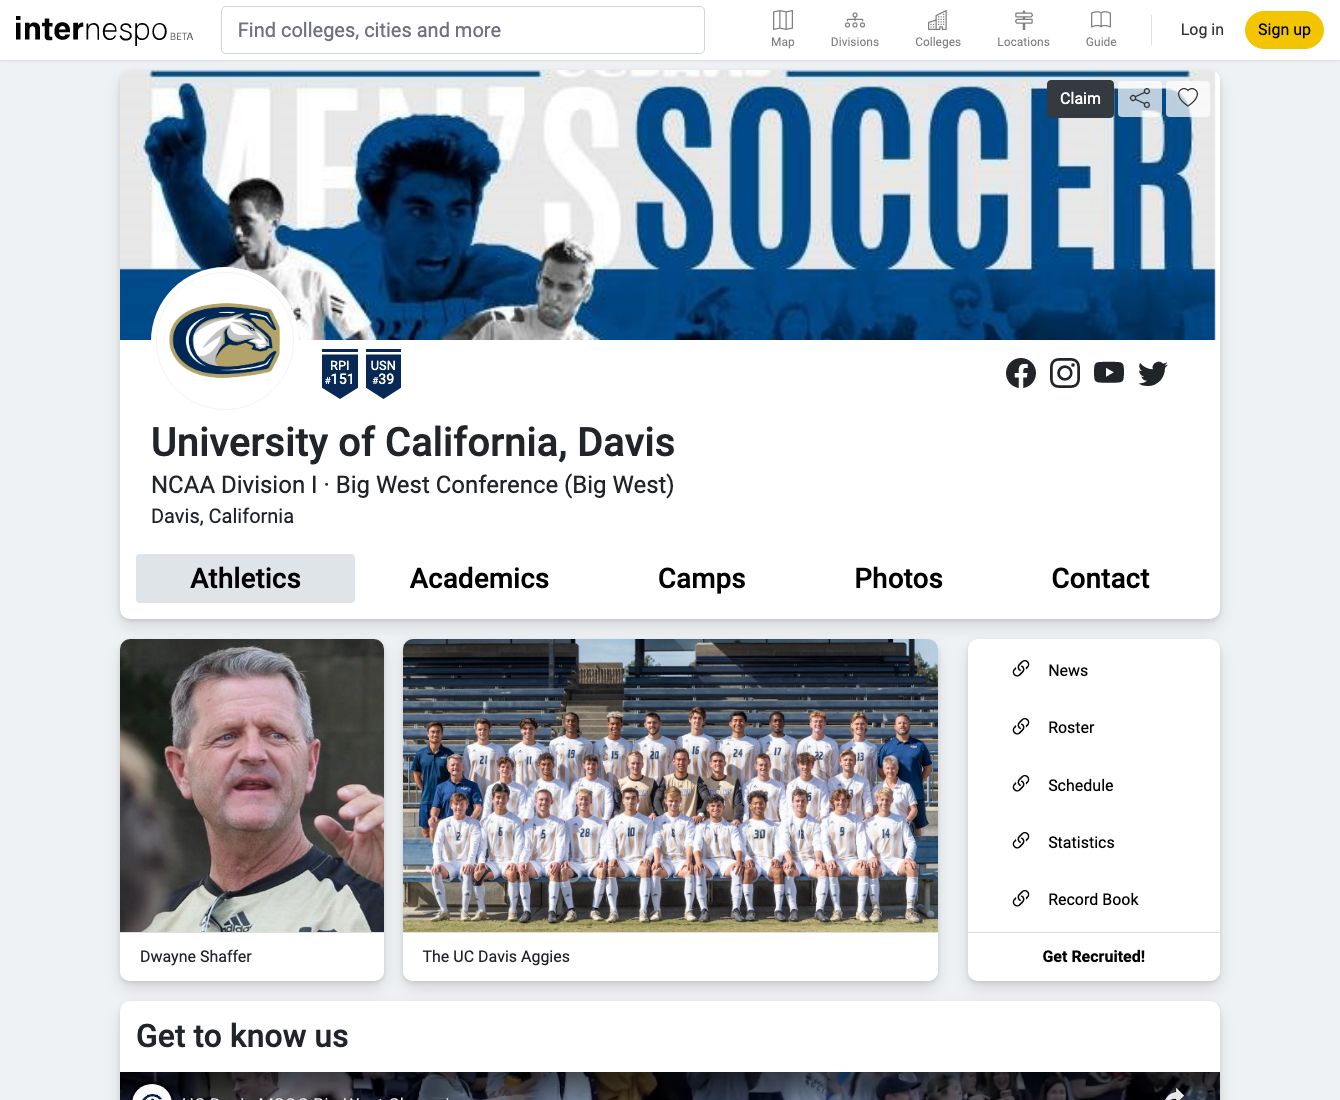 internespo BETA
Find colleges, cities and more
Map
Divisions
Colleges
Locations
Guide
Log in
Sign up
MEN'S SOCCER
Claim
RPI
#151
USN
#39
University of California, Davis
NCAA Division I · Big West Conference (Big West)
Davis, California
Athletics
Academics
Camps
Photos
Contact
adidas
Dwayne Shaffer
The UC Davis Aggies
News
Roster
Schedule
Statistics
Record Book
Get Recruited!
Get to know us